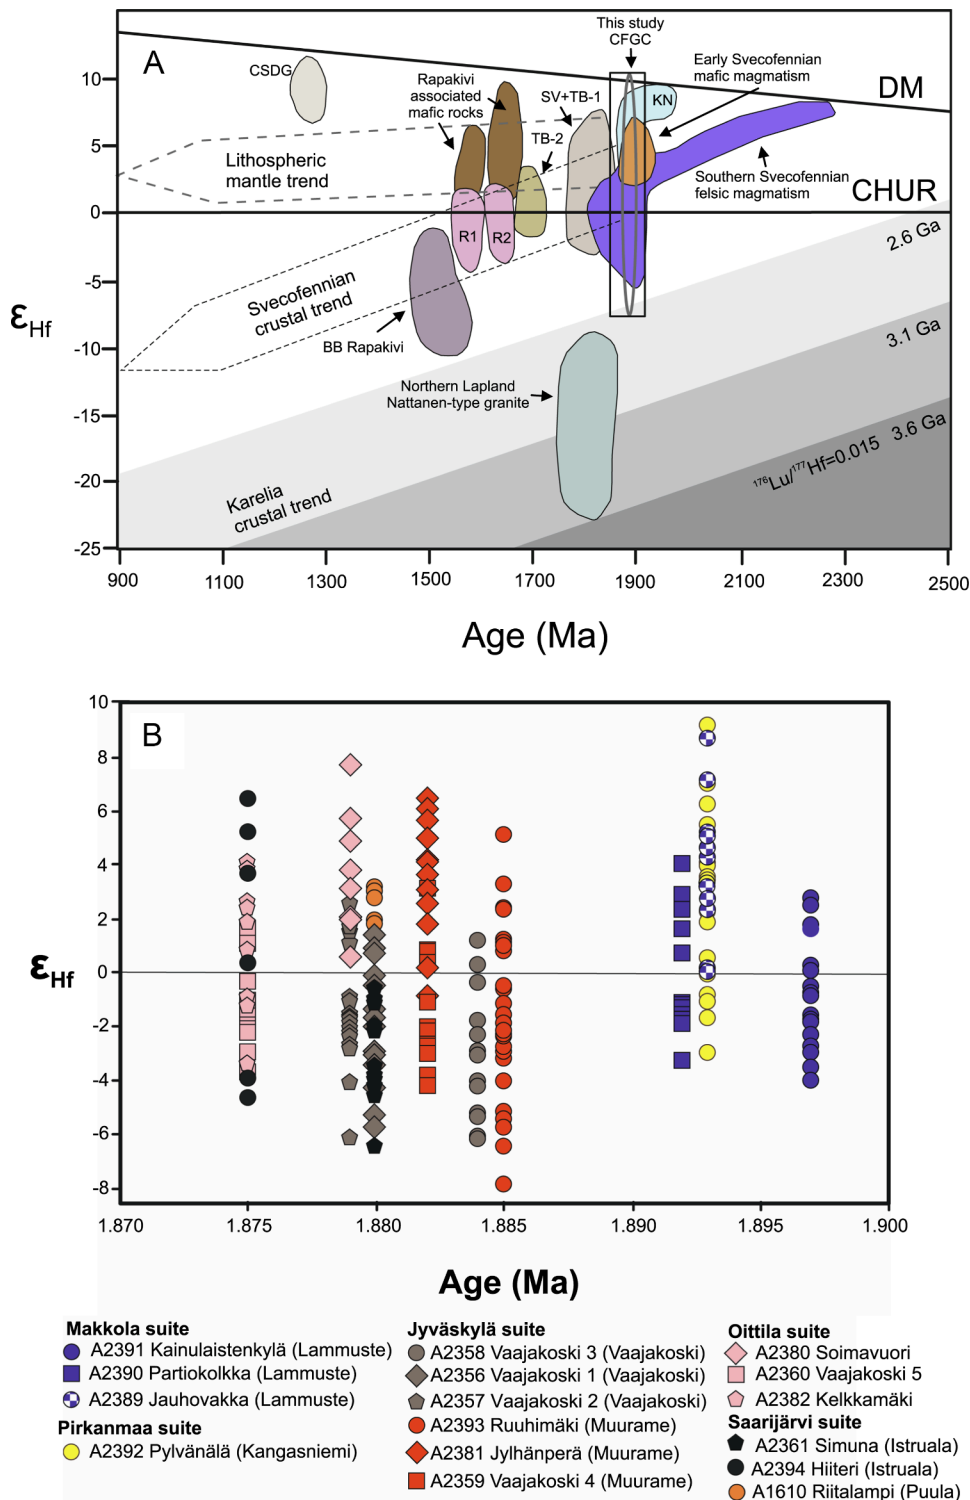 This study
CFGC
A
CSDG
Rapakivi
associated
mafic rocks
SV+TB-1
TB-2
KN
Early Svecofennian
mafic magmatism
DM
Southern Svecofennian
felsic magmatism
CHUR
Lithospheric
mantle trend
R1
R2
Svecofennian
crustal trend
BB Rapakivi
Northern Lapland
Nattanen-type granite
2.6 Ga
3.1 Ga
3.6 Ga
¹⁷⁶Lu/¹⁷⁷Hf=0.015
Karelia
crustal trend
10
5
0
-5
-10
-15
-20
-25
εHf
900 1100 1300 1500 1700 1900 2100 2300 2500
Age (Ma)
B
10
8
6
4
2
0
-2
-4
-6
-8
εHf
1.870 1.875 1.880 1.885 1.890 1.895 1.900
Age (Ma)
Makkola suite
A2391 Kainulaistenkylä (Lammuste)
A2390 Partiokolkka (Lammuste)
A2389 Jauhovakka (Lammuste)
Pirkanmaa suite
A2392 Pylvänälä (Kangasniemi)
Jyväskylä suite
A2358 Vaajakoski 3 (Vaajakoski)
A2356 Vaajakoski 1 (Vaajakoski)
A2357 Vaajakoski 2 (Vaajakoski)
A2393 Ruuhimäki (Muurame)
A2381 Jylhänperä (Muurame)
A2359 Vaajakoski 4 (Muurame)
Oittila suite
A2380 Soimavuori
A2360 Vaajakoski 5
A2382 Kelkkamäki
Saarijärvi suite
A2361 Simuna (Istruala)
A2394 Hiiteri (Istruala)
A1610 Riitalampi (Puula)